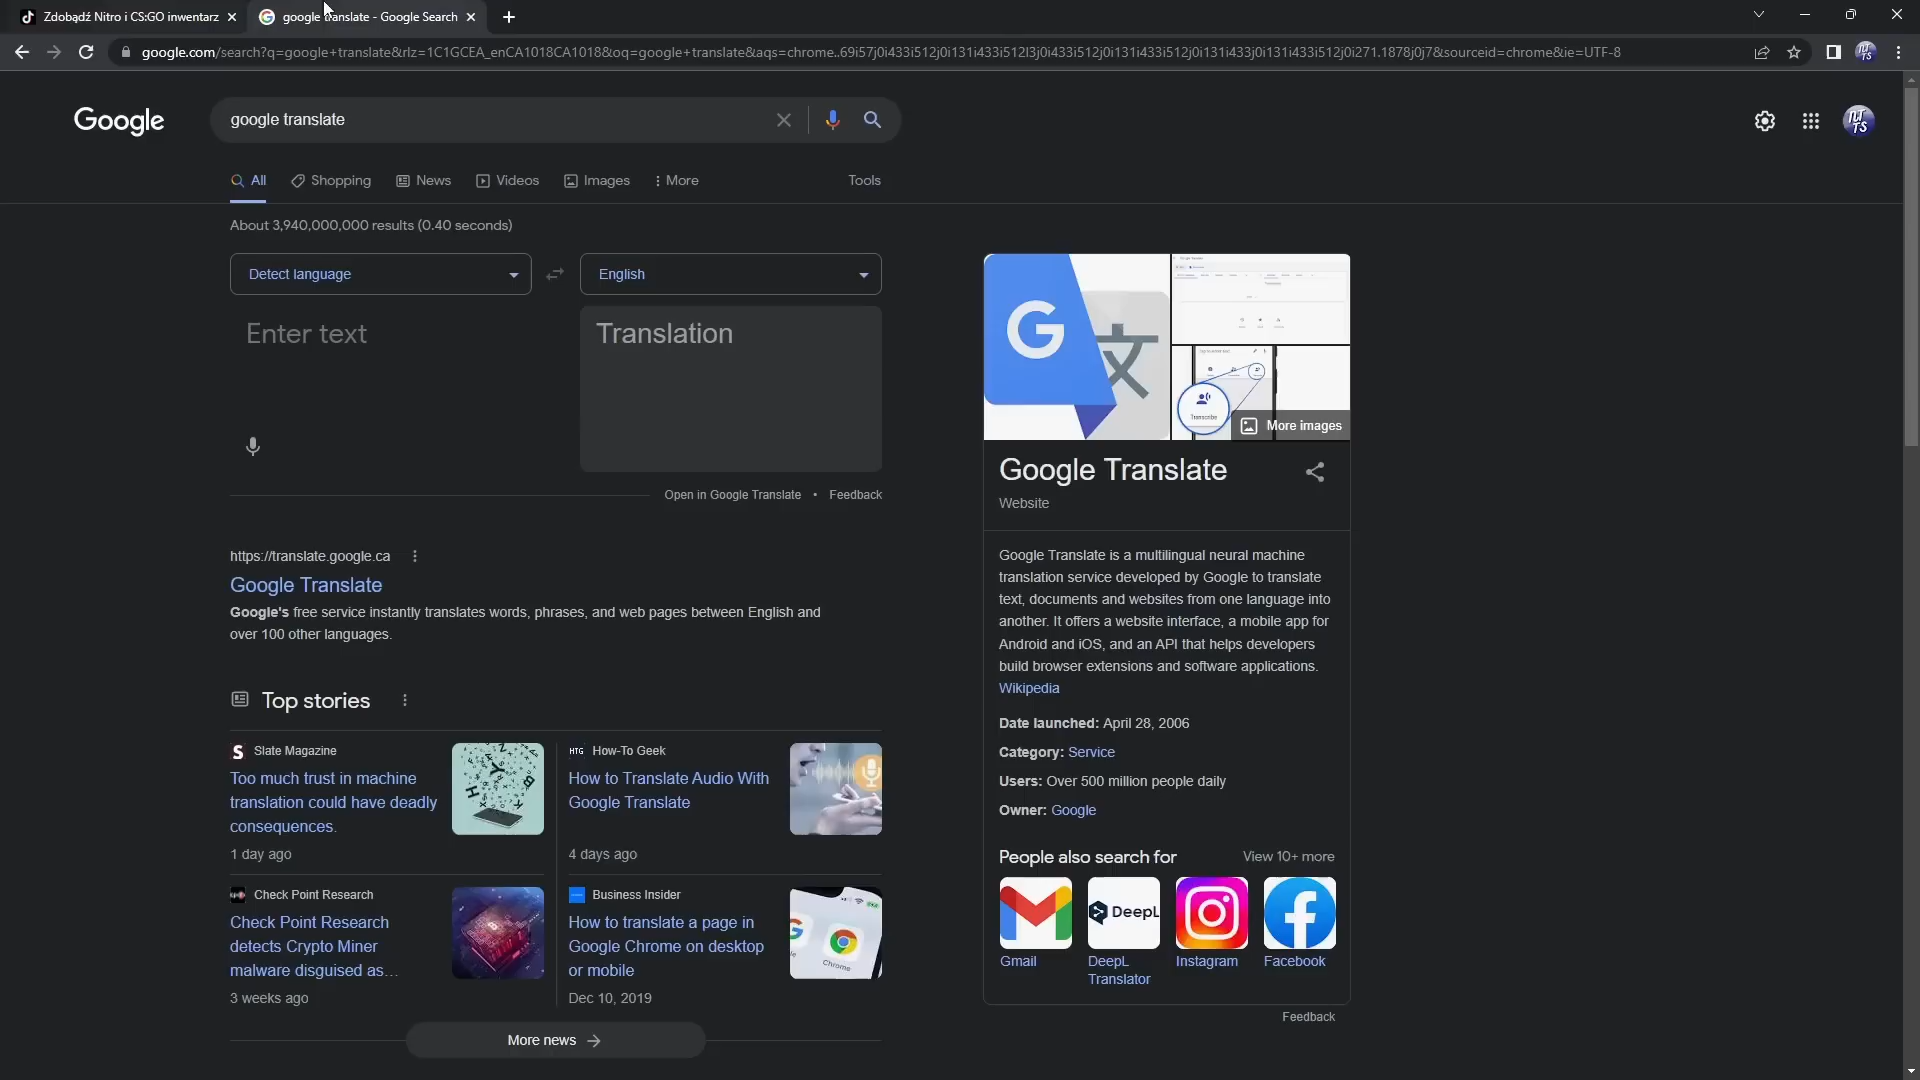 Zdobądź Nitro i CS:GO inwentarz
google translate - Google Search
google.com/search?q=google+translate&rlz=1C1GCEA_enCA1018CA1018&oq=google+translate&aqs=chrome..69i57j0i433i512j0i131i433i512l3j0i433i512j0i131i433i512j0i131i433j0i131i433i512j0i271.1878j0j7&sourceid=chrome&ie=UTF-8
Google
google translate
All
Shopping
News
Videos
Images
More
Tools
About 3,940,000,000 results (0.40 seconds)
Detect language
English
Enter text
Translation
Open in Google Translate • Feedback
https://translate.google.ca
Google Translate
Google's free service instantly translates words, phrases, and web pages between English and
over 100 other languages.
Top stories
Slate Magazine
Too much trust in machine
translation could have deadly
consequences.
1 day ago
HTG How-To Geek
How to Translate Audio With
Google Translate
4 days ago
Check Point Research
Check Point Research
detects Crypto Miner
malware disguised as...
3 weeks ago
Business Insider
How to translate a page in
Google Chrome on desktop
or mobile
Dec 10, 2019
Chrome
More news
Transcribe
More images
Google Translate
Website
Google Translate is a multilingual neural machine
translation service developed by Google to translate
text, documents and websites from one language into
another. It offers a website interface, a mobile app for
Android and iOS, and an API that helps developers
build browser extensions and software applications.
Wikipedia
Date launched: April 28, 2006
Category: Service
Users: Over 500 million people daily
Owner: Google
People also search for
View 10+ more
DeepL
Gmail
DeepL
Translator
Instagram
Facebook
Feedback